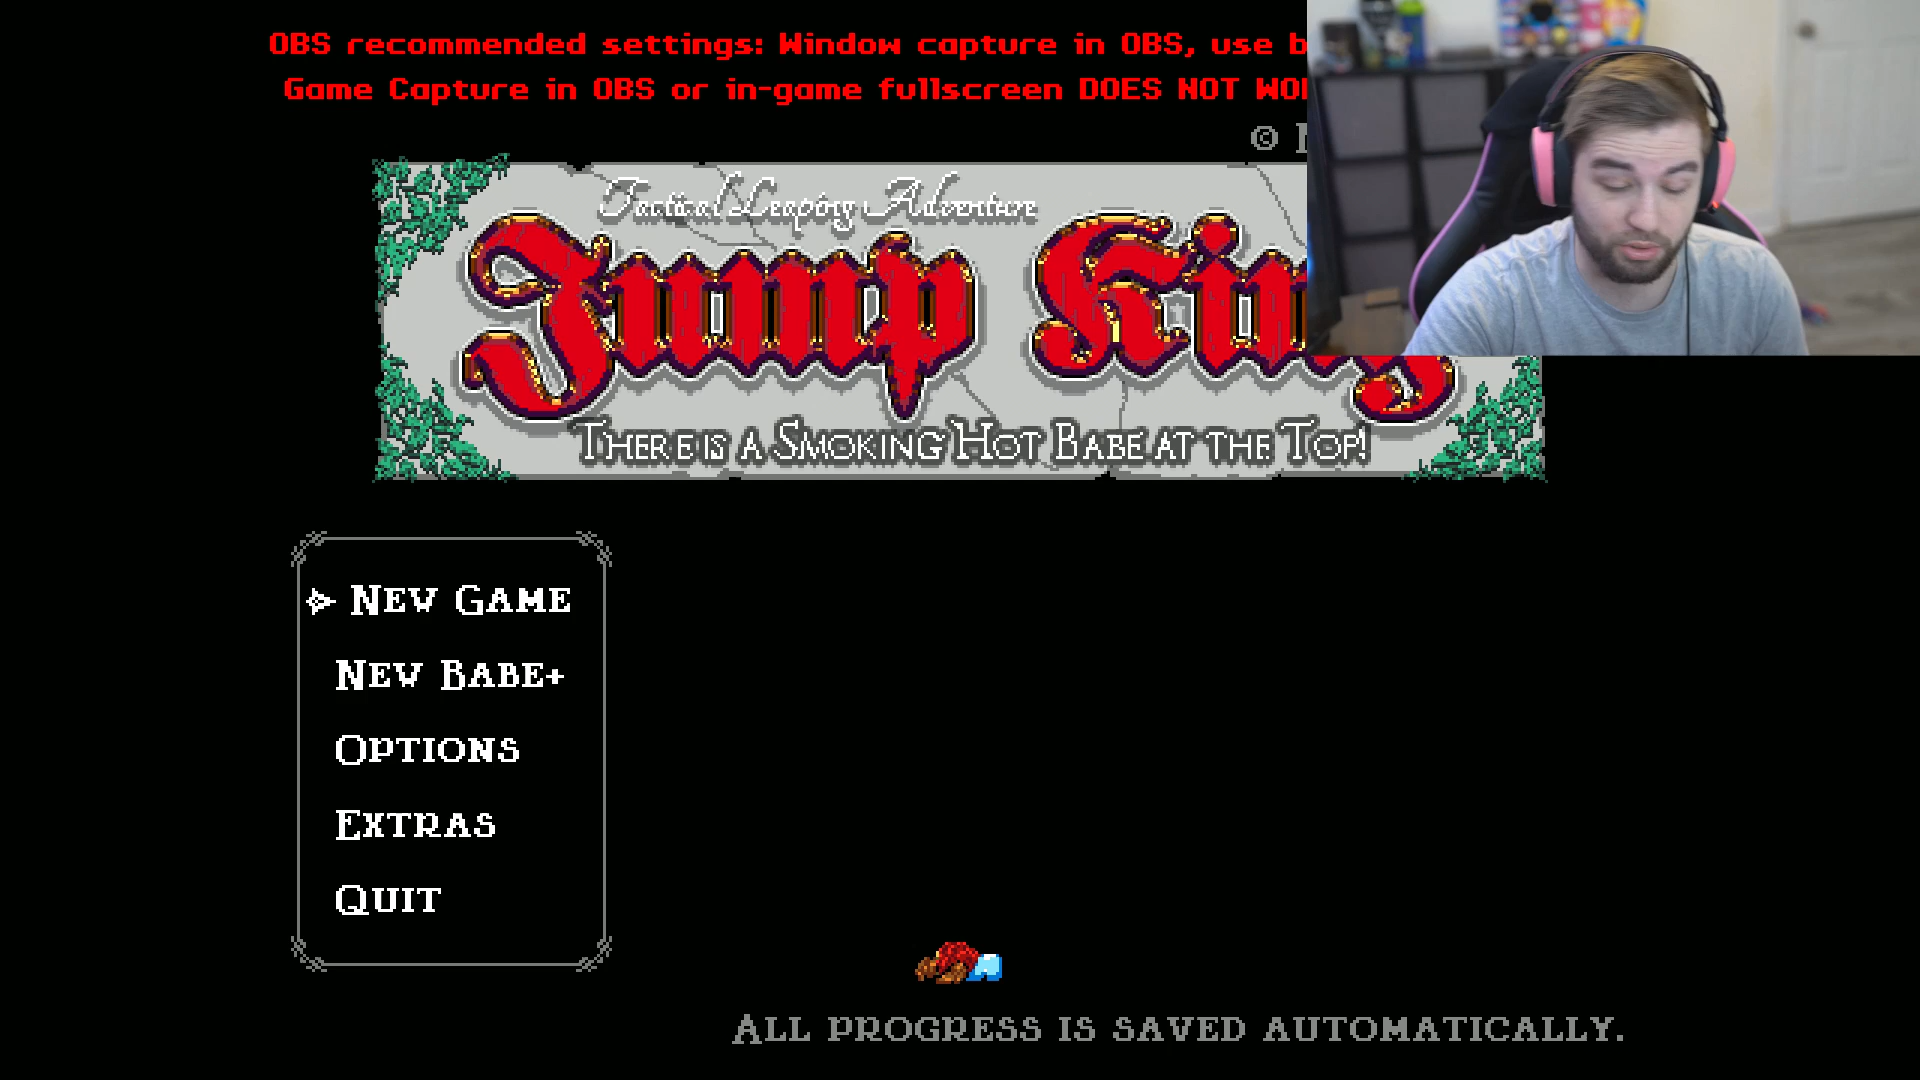 OBS recommended settings: Window capture in OBS, use
Game Capture in OBS or in-game fullscreen DOES NOT
©
Tactical Leaping Adventure
Jump King
There is a Smoking Hot Babe at the Top!
New Game
New Babe+
Options
Extras
Quit
All progress is saved automatically.